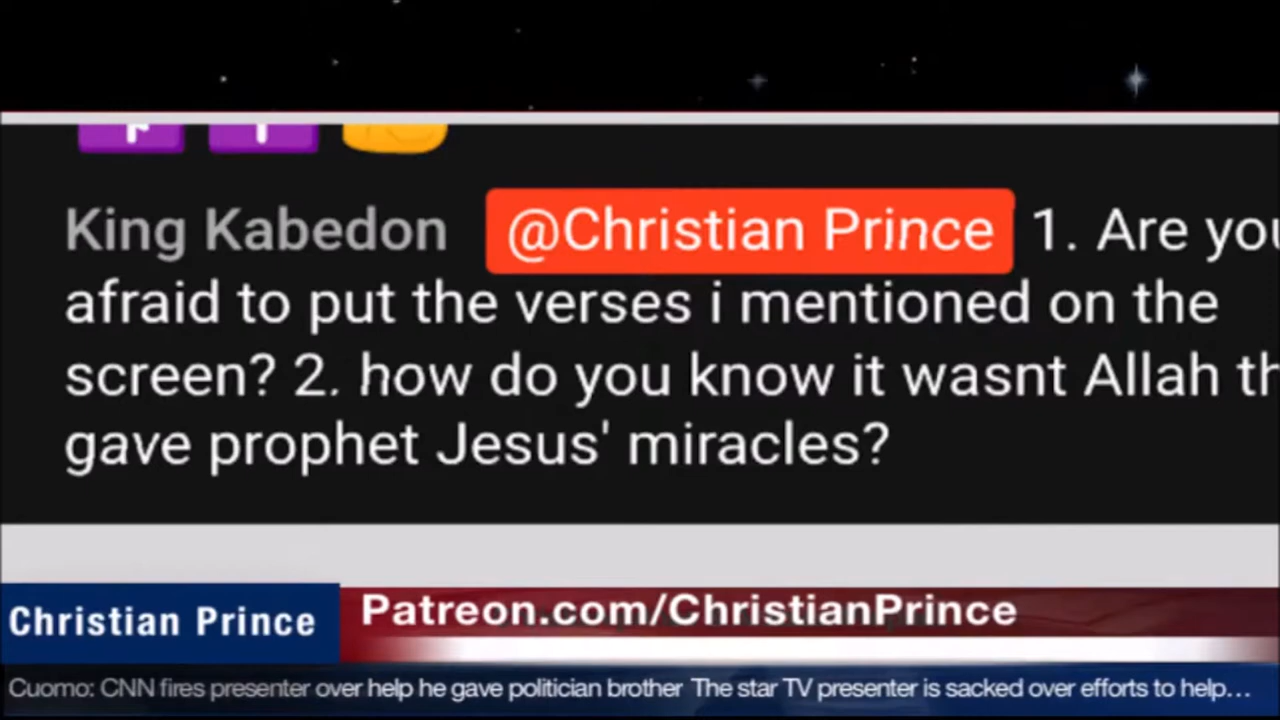 King Kabedon @Christian Prince 1. Are you
afraid to put the verses i mentioned on the
screen? 2. how do you know it wasnt Allah th
gave prophet Jesus' miracles?
Christian Prince
Patreon.com/ChristianPrince
Cuomo: CNN fires presenter over help he gave politician brother The star TV presenter is sacked over efforts to help...